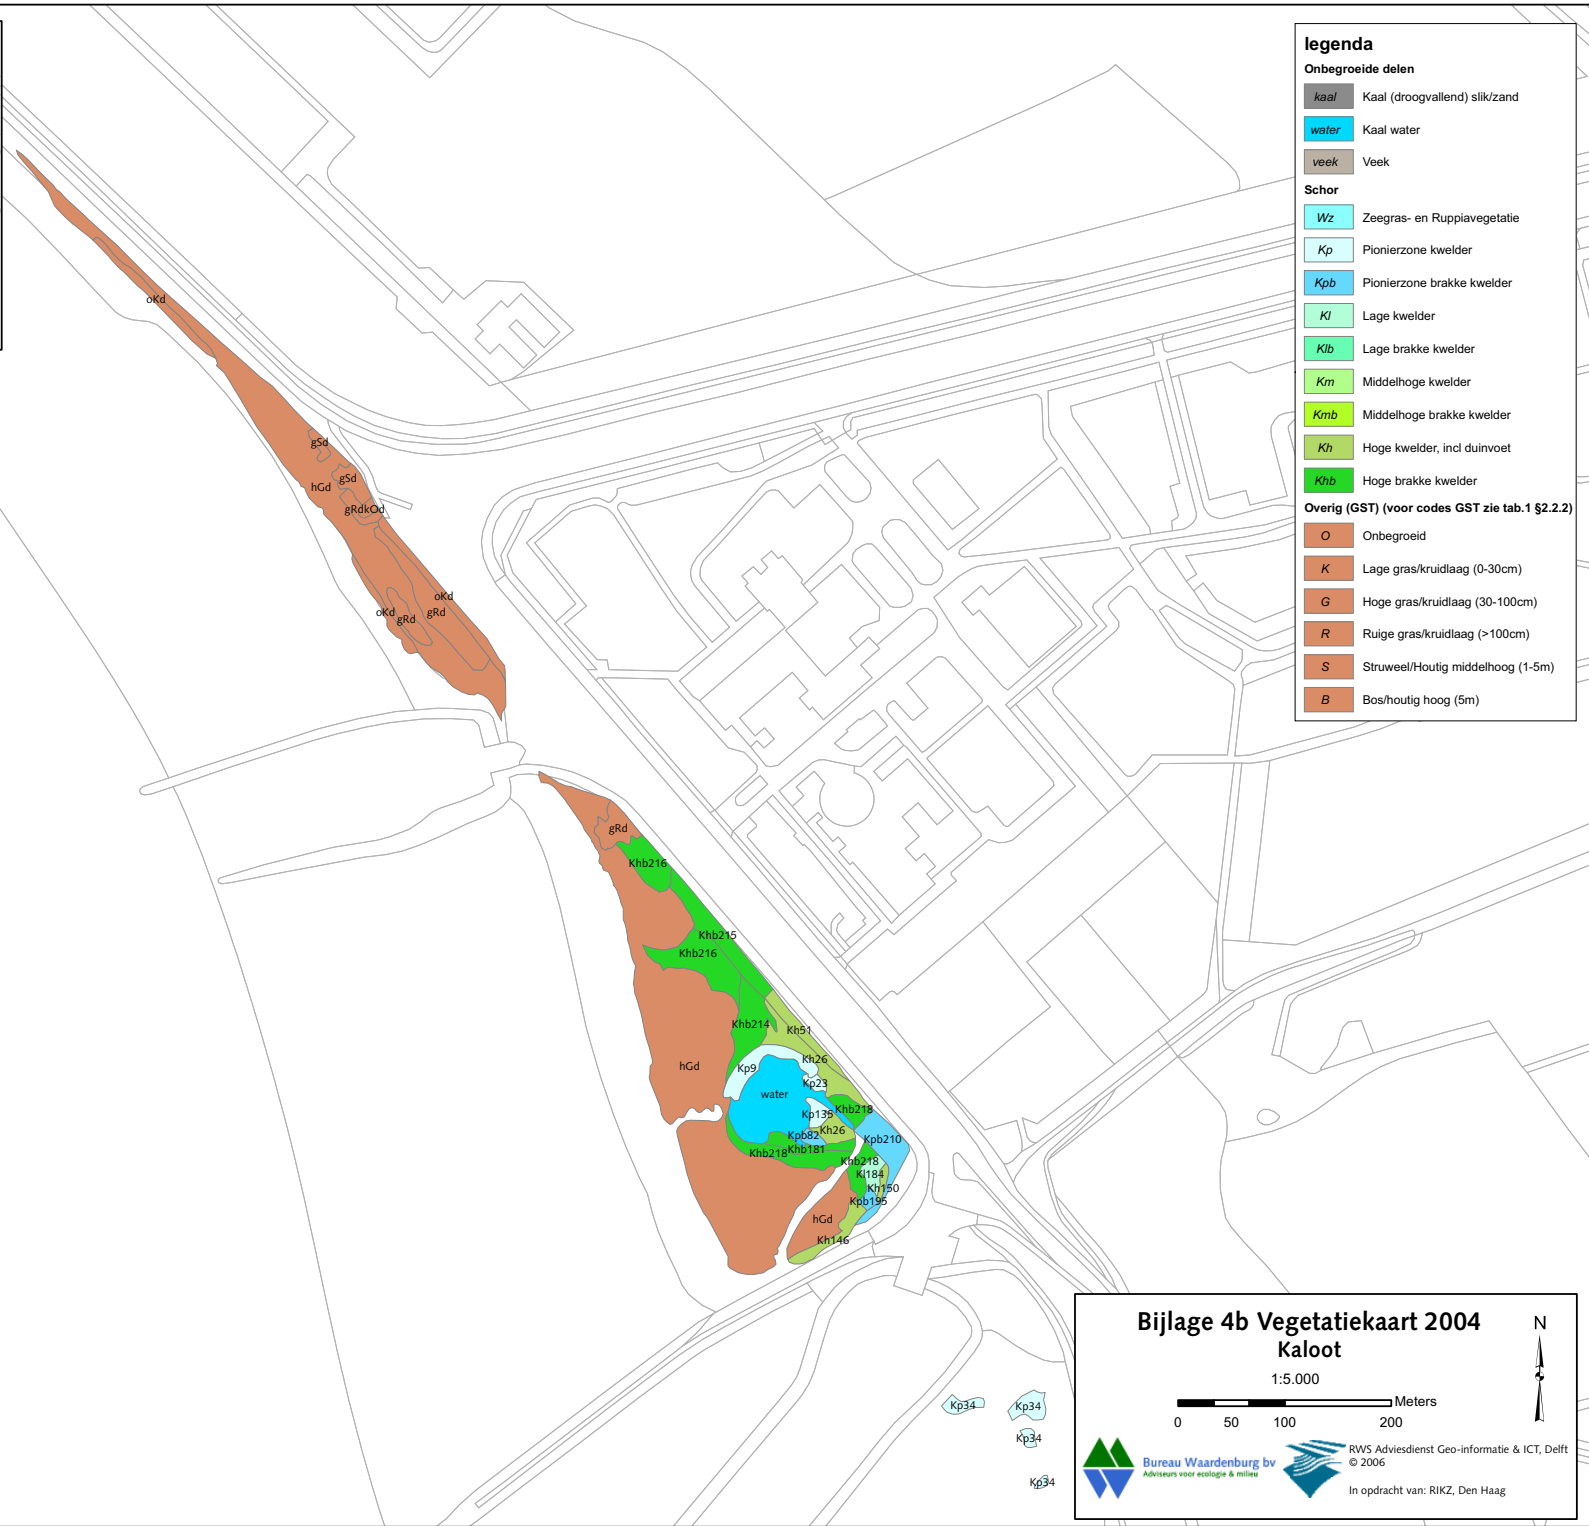 legenda
Onbegroeide delen
kaal Kaal (droogvallend) slik/zand
water Kaal water
veek Veek
Schor
Wz Zeegras- en Ruppiavegetatie
Kp Pionierzone kwelder
Kpb Pionierzone brakke kwelder
Kl Lage kwelder
Klb Lage brakke kwelder
Km Middelhoge kwelder
Kmb Middelhoge brakke kwelder
Kh Hoge kwelder, incl duinvoet
Khb Hoge brakke kwelder
Overig (GST) (voor codes GST zie tab.1 §2.2.2)
O Onbegroeid
K Lage gras/kruidlaag (0-30cm)
G Hoge gras/kruidlaag (30-100cm)
R Ruige gras/kruidlaag (>100cm)
S Struweel/Houtig middelhoog (1-5m)
B Bos/houtig hoog (5m)
oKd
gSd
gSd
hGd
gRdkOd
oKd
oKd
gRd
gRd
gRd
Khb216
Khb215
Khb216
Khb214
Kh51
Kh26
hGd
Kp9
Kp23
water
Khb218
Kp135
Kh26
Kpb82
Kpb210
Khb181
Khb218
Khb218
Kl184
Kh150
Kpb195
hGd
Kh146
Kp34
Kp34
Kp34
Kp34
Bijlage 4b Vegetatiekaart 2004
Kaloot
N
1:5.000
Meters
0 50 100 200
Bureau Waardenburg bv
Adviseurs voor ecologie & milieu
RWS Adviesdienst Geo-informatie & ICT, Delft
© 2006
In opdracht van: RIKZ, Den Haag